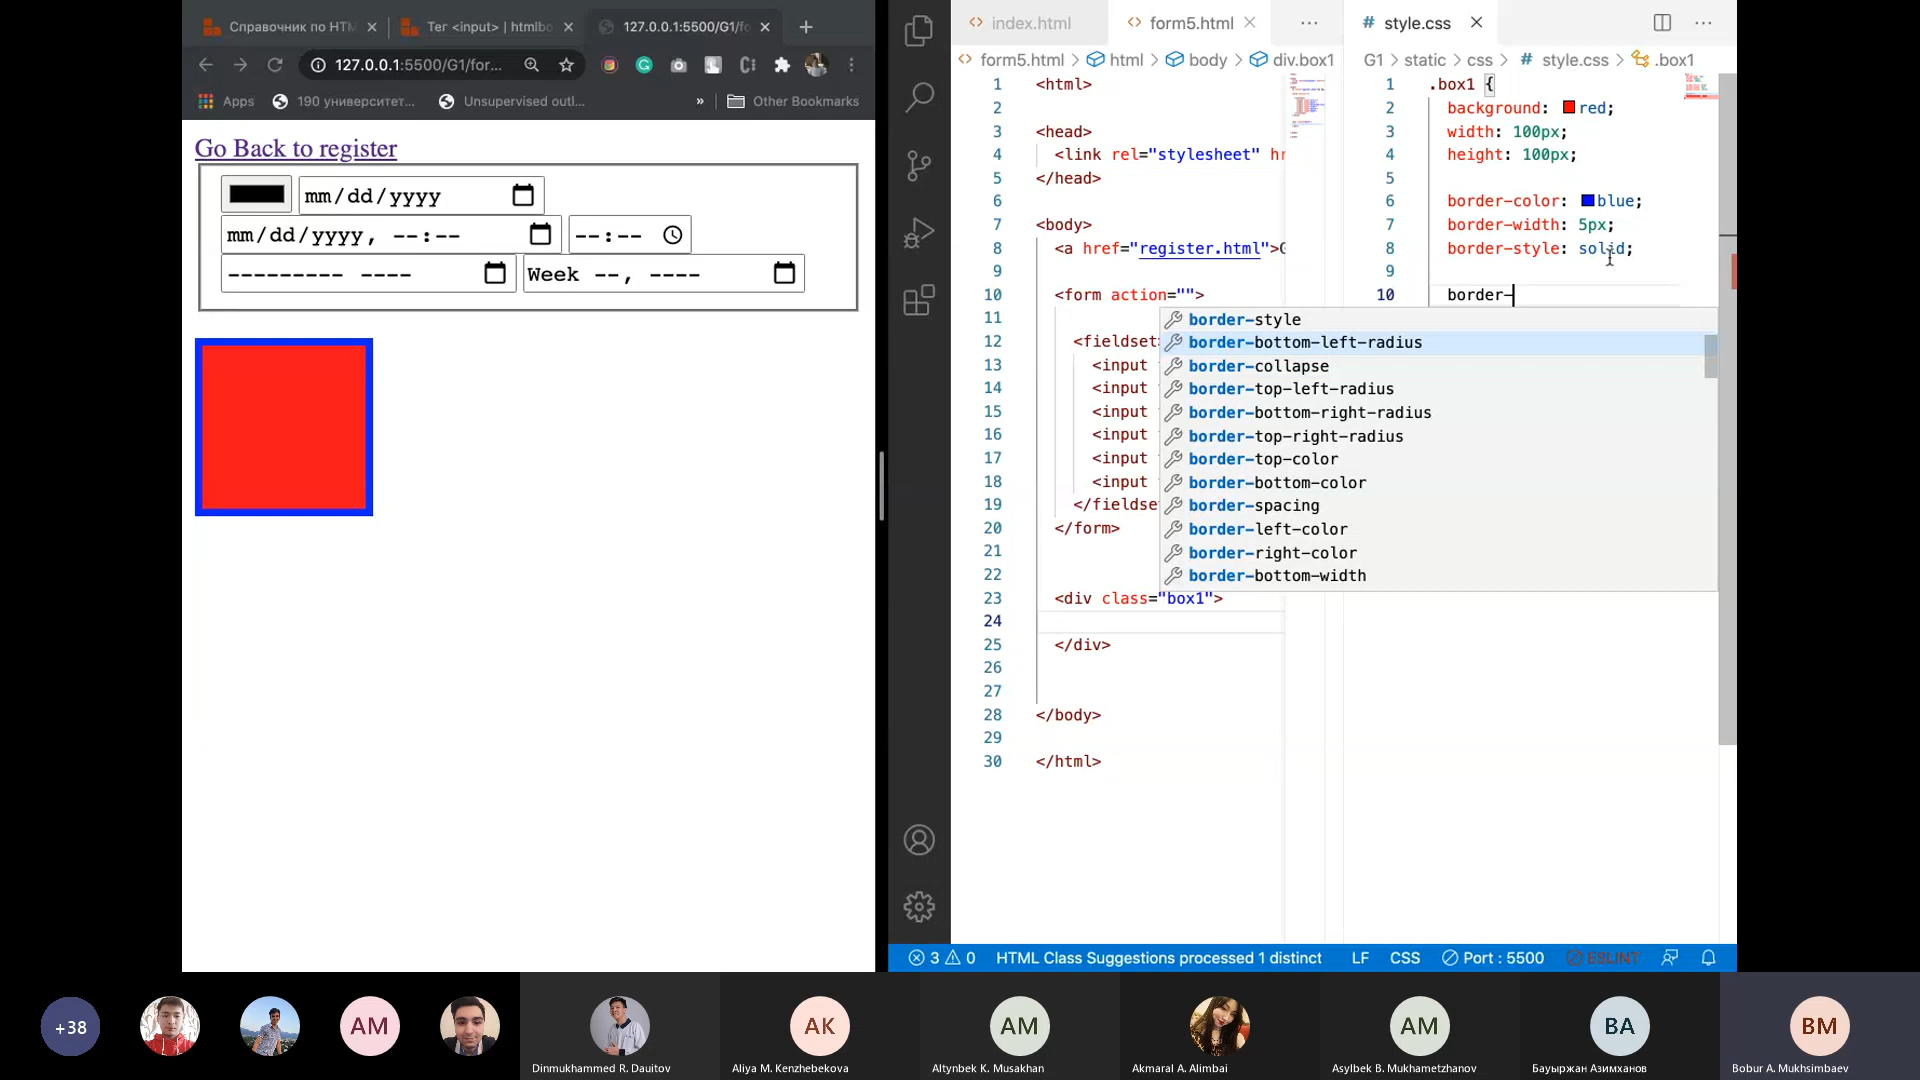 Справочник по HTM
Тег <input> | htmlbo
127.0.0.1:5500/G1/fo
127.0.0.1:5500/G1/for...
Apps
190 университет...
Unsupervised outl...
»
Other Bookmarks
Go Back to register
mm/dd/yyyy
mm/dd/yyyy, --:--
--:--
--------- ----
Week --, ----
index.html
form5.html
form5.html > html > body > div.box1
1 <html>
2
3 <head>
4 <link rel="stylesheet" hr
5 </head>
6
7 <body>
8 <a href="register.html">G
9
10 <form action="">
11
12 <fieldset>
13 <input
14 <input
15 <input
16 <input
17 <input
18 <input
19 </fieldse
20 </form>
21
22
23 <div class="box1">
24
25 </div>
26
27
28 </body>
29
30 </html>
# style.css
G1 > static > css > # style.css > .box1
1 .box1 {
2 background: red;
3 width: 100px;
4 height: 100px;
5
6 border-color: blue;
7 border-width: 5px;
8 border-style: solid;
9
10 border-
border-style
border-bottom-left-radius
border-collapse
border-top-left-radius
border-bottom-right-radius
border-top-right-radius
border-top-color
border-bottom-color
border-spacing
border-left-color
border-right-color
border-bottom-width
3 0 HTML Class Suggestions processed 1 distinct LF CSS Port : 5500 ESLINT
+38
AM
Dinmukhammed R. Dauitov
AK
Aliya M. Kenzhebekova
AM
Altynbek K. Musakhan
Akmaral A. Alimbai
AM
Asylbek B. Mukhametzhanov
BA
Бауыржан Азимханов
BM
Bobur A. Mukhsimbaev